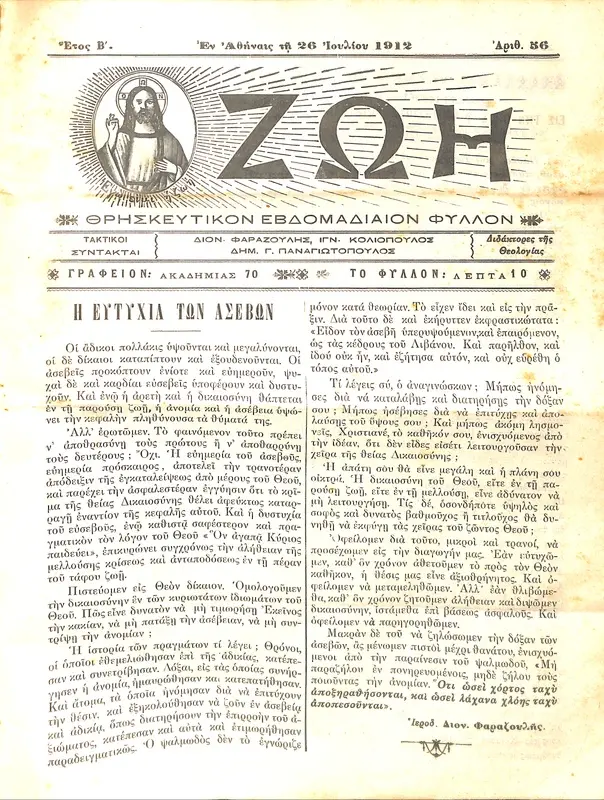 Ἔτος Β΄. Ἐν Ἀθήναις τῇ 26 Ἰουλίου 1912 Ἀριθ. 56
ΖΩΗ
ΘΡΗΣΚΕΥΤΙΚΟΝ ΕΒΔΟΜΑΔΙΑΙΟΝ ΦΥΛΛΟΝ
ΤΑΚΤΙΚΟΙ
ΣΥΝΤΑΚΤΑΙ
ΔΙΟΝ. ΦΑΡΑΖΟΥΛΗΣ, ΙΓΝ. ΚΟΛΙΟΠΟΥΛΟΣ
ΔΗΜ. Γ. ΠΑΝΑΓΙΩΤΟΠΟΥΛΟΣ
Διδάκτορες τῆς
Θεολογίας
ΓΡΑΦΕΙΟΝ: ΑΚΑΔΗΜΙΑΣ 70 ΤΟ ΦΥΛΛΟΝ: ΛΕΠΤΑ 10
Η ΕΥΤΥΧΙΑ ΤΩΝ ΑΣΕΒΩΝ
Οἱ ἄδικοι πολλάκις ὑψοῦνται καὶ μεγαλύνονται,
οἱ δὲ δίκαιοι καταπίπτουν καὶ ἐξουδενοῦνται. Οἱ
ἀσεβεῖς προκόπτουν ἐνίοτε καὶ εὐημεροῦν, ψυ-
χαὶ δὲ καὶ καρδίαι εὐσεβεῖς ὑποφέρουν καὶ δυστυ-
χοῦν. Καὶ ἐνῷ ἡ ἀρετὴ καὶ ἡ δικαιοσύνη θάπτεται
ἐν τῇ παρούσῃ ζωῇ, ἡ ἀνομία καὶ ἡ ἀσέβεια ὑψώ-
νει τὴν κεφαλὴν πληθύνουσα τὰ θύματά της.
Ἀλλ' ἐρωτῶμεν. Τὸ φαινόμενον τοῦτο πρέπει
ν' ἀποθρασύνῃ τοὺς πρώτους ἢ ν' ἀποθαρρύνῃ
τοὺς δευτέρους ; Ὄχι. Ἡ εὐημερία τοῦ ἀσεβοῦς,
εὐημερία πρόσκαιρος, ἀποτελεῖ τὴν τρανοτέραν
ἀπόδειξιν τῆς ἐγκαταλείψεως ἀπὸ μέρους τοῦ Θεοῦ,
καὶ παρέχει τὴν ἀσφαλεστέραν ἐγγύησιν ὅτι τὸ κρῖ-
μα τῆς θείας Δικαιοσύνης θέλει ἀφεύκτως καταρ-
ραγῆ ἐναντίον τῆς κεφαλῆς αὐτοῦ. Καὶ ἡ δυστυχία
τοῦ εὐσεβοῦς, ἐνῷ καθιστᾷ σαφέστερον καὶ πρα-
γματικὸν τὸν λόγον τοῦ Θεοῦ «Ὃν ἀγαπᾷ Κύριος
παιδεύει», ἐπικυρώνει συγχρόνως τὴν ἀλήθειαν τῆς
μελλούσης κρίσεως καὶ ἀνταποδόσεως ἐν τῇ πέραν
τοῦ τάφου ζωῇ.
Πιστεύομεν εἰς Θεὸν δίκαιον. Ὁμολογοῦμεν
τὴν δικαιοσύνην ἐν τῶν κυριωτάτων ἰδιωμάτων τοῦ
Θεοῦ. Πῶς εἶνε δυνατὸν νὰ μὴ τιμωρήσῃ Ἐκεῖνος
τὴν κακίαν, νὰ μὴ πατάξῃ τὴν ἀσέβειαν, νὰ μὴ συν-
τρίψῃ τὴν ἀνομίαν ;
Ἡ ἱστορία τῶν πραγμάτων τί λέγει ; Θρόνοι,
οἱ ὁποῖοι ἐθεμελιώθησαν ἐπὶ τῆς ἀδικίας, κατέπε-
σαν καὶ συνετρίβησαν. Δόξαι, εἰς τὰς ὁποίας συνήρ-
γησεν ἡ ἀνομία, ἠμαυρώθησαν καὶ κατεπατήθησαν.
Καὶ ἄτομα, τὰ ὁποῖα ἠνόμησαν διὰ νὰ ἐπιτύχουν
τὴν θέσιν, καὶ ἐξηκολούθησαν νὰ ζοῦν ἐν ἀσεβείᾳ
καὶ ἀδικίᾳ, ὅπως διατηρήσουν τὴν ἐπιρροὴν τοῦ ἀ-
ξιώματος, κατέπεσαν καὶ αὐτὰ καὶ ἐτιμωρήθησαν
παραδειγματικῶς. Ὁ ψαλμῳδὸς δὲν τὸ ἐγνώριζε
μόνον κατὰ θεωρίαν. Τὸ εἶχεν ἴδει καὶ εἰς τὴν πρᾶ-
ξιν. Διὰ τοῦτο δὲ καὶ ἐκήρυττεν ἐκφραστικώτατα :
«Εἶδον τὸν ἀσεβῆ ὑπερυψούμενον καὶ ἐπαιρόμενον,
ὡς τὰς κέδρους τοῦ Λιβάνου. Καὶ παρῆλθον, καὶ
ἰδοὺ οὐκ ἦν, καὶ ἐζήτησα αὐτόν, καὶ οὐχ εὑρέθη ὁ
τόπος αὐτοῦ.»
Τί λέγεις σύ, ὁ ἀναγινώσκων ; Μήπως ἠνόμη-
σες διὰ νὰ καταλάβῃς καὶ διατηρήσῃς τὴν δόξαν
σου ; Μήπως ἠσέβησες διὰ νὰ ἐπιτύχῃς καὶ ἀπο-
λαύσῃς τοῦ ὕψους σου ; Καὶ μήπως ἀκόμη λησμο-
νεῖς, Χριστιανέ, τὸ καθῆκόν σου, ἐνισχυόμενος ἀπὸ
τὴν ἰδέαν, ὅτι δὲν εἶδες εἰσέτι λειτουργοῦσαν τὴν
χεῖρα τῆς θείας Δικαιοσύνης ;
Ἡ ἀπάτη σου θὰ εἶνε μεγάλη καὶ ἡ πλάνη σου
οἰκτρά. Ἡ δικαιοσύνη τοῦ Θεοῦ, εἴτε ἐν τῇ πα-
ρούσῃ ζωῇ, εἴτε ἐν τῇ μελλούσῃ, εἶνε ἀδύνατον νὰ
μὴ λειτουργήσῃ. Τίς δέ, ὁσονδήποτε ὑψηλὸς καὶ
σοφὸς καὶ δυνατὸς βαθμοῦχος ἢ τιτλοῦχος θὰ δυ-
νηθῇ νὰ ἐκφύγῃ τὰς χεῖρας τοῦ ζῶντος Θεοῦ ;
Ὀφείλομεν διὰ τοῦτο, μικροὶ καὶ τρανοί, νὰ
προσέχωμεν εἰς τὴν διαγωγήν μας. Ἐὰν εὐτυχῶ-
μεν, καθ' ὃν χρόνον ἀθετοῦμεν τὸ πρὸς τὸν Θεὸν
καθῆκον, ἡ θέσις μας εἶνε ἀξιοθρήνητος. Καὶ ὀ-
φείλομεν νὰ μεταμεληθῶμεν. Ἀλλ' ἐὰν θλιβώμε-
θα, καθ' ὃν χρόνον ζητοῦμεν ἀλήθειαν καὶ διψῶμεν
δικαιοσύνην, ἱστάμεθα ἐπὶ βάσεως ἀσφαλοῦς. Καὶ
ὀφείλομεν νὰ παρηγορηθῶμεν.
Μακρὰν δὲ τοῦ νὰ ζηλώσωμεν τὴν δόξαν τῶν
ἀσεβῶν, ἂς μένωμεν πιστοὶ μέχρι θανάτου, ἐνισχυό-
μενοι ἀπὸ τὴν παραίνεσιν τοῦ ψαλμῳδοῦ, «Μὴ
παραζήλου ἐν πονηρευομένοις, μηδὲ ζήλου τοὺς
ποιοῦντας τὴν ἀνομίαν. Ὅτι ὡσεὶ χόρτος ταχὺ
ἀποξηραθήσονται, καὶ ὡσεὶ λάχανα χλόης ταχὺ
ἀποπεσοῦνται».
Ἱεροδ. Διον. Φαραζουλῆς.